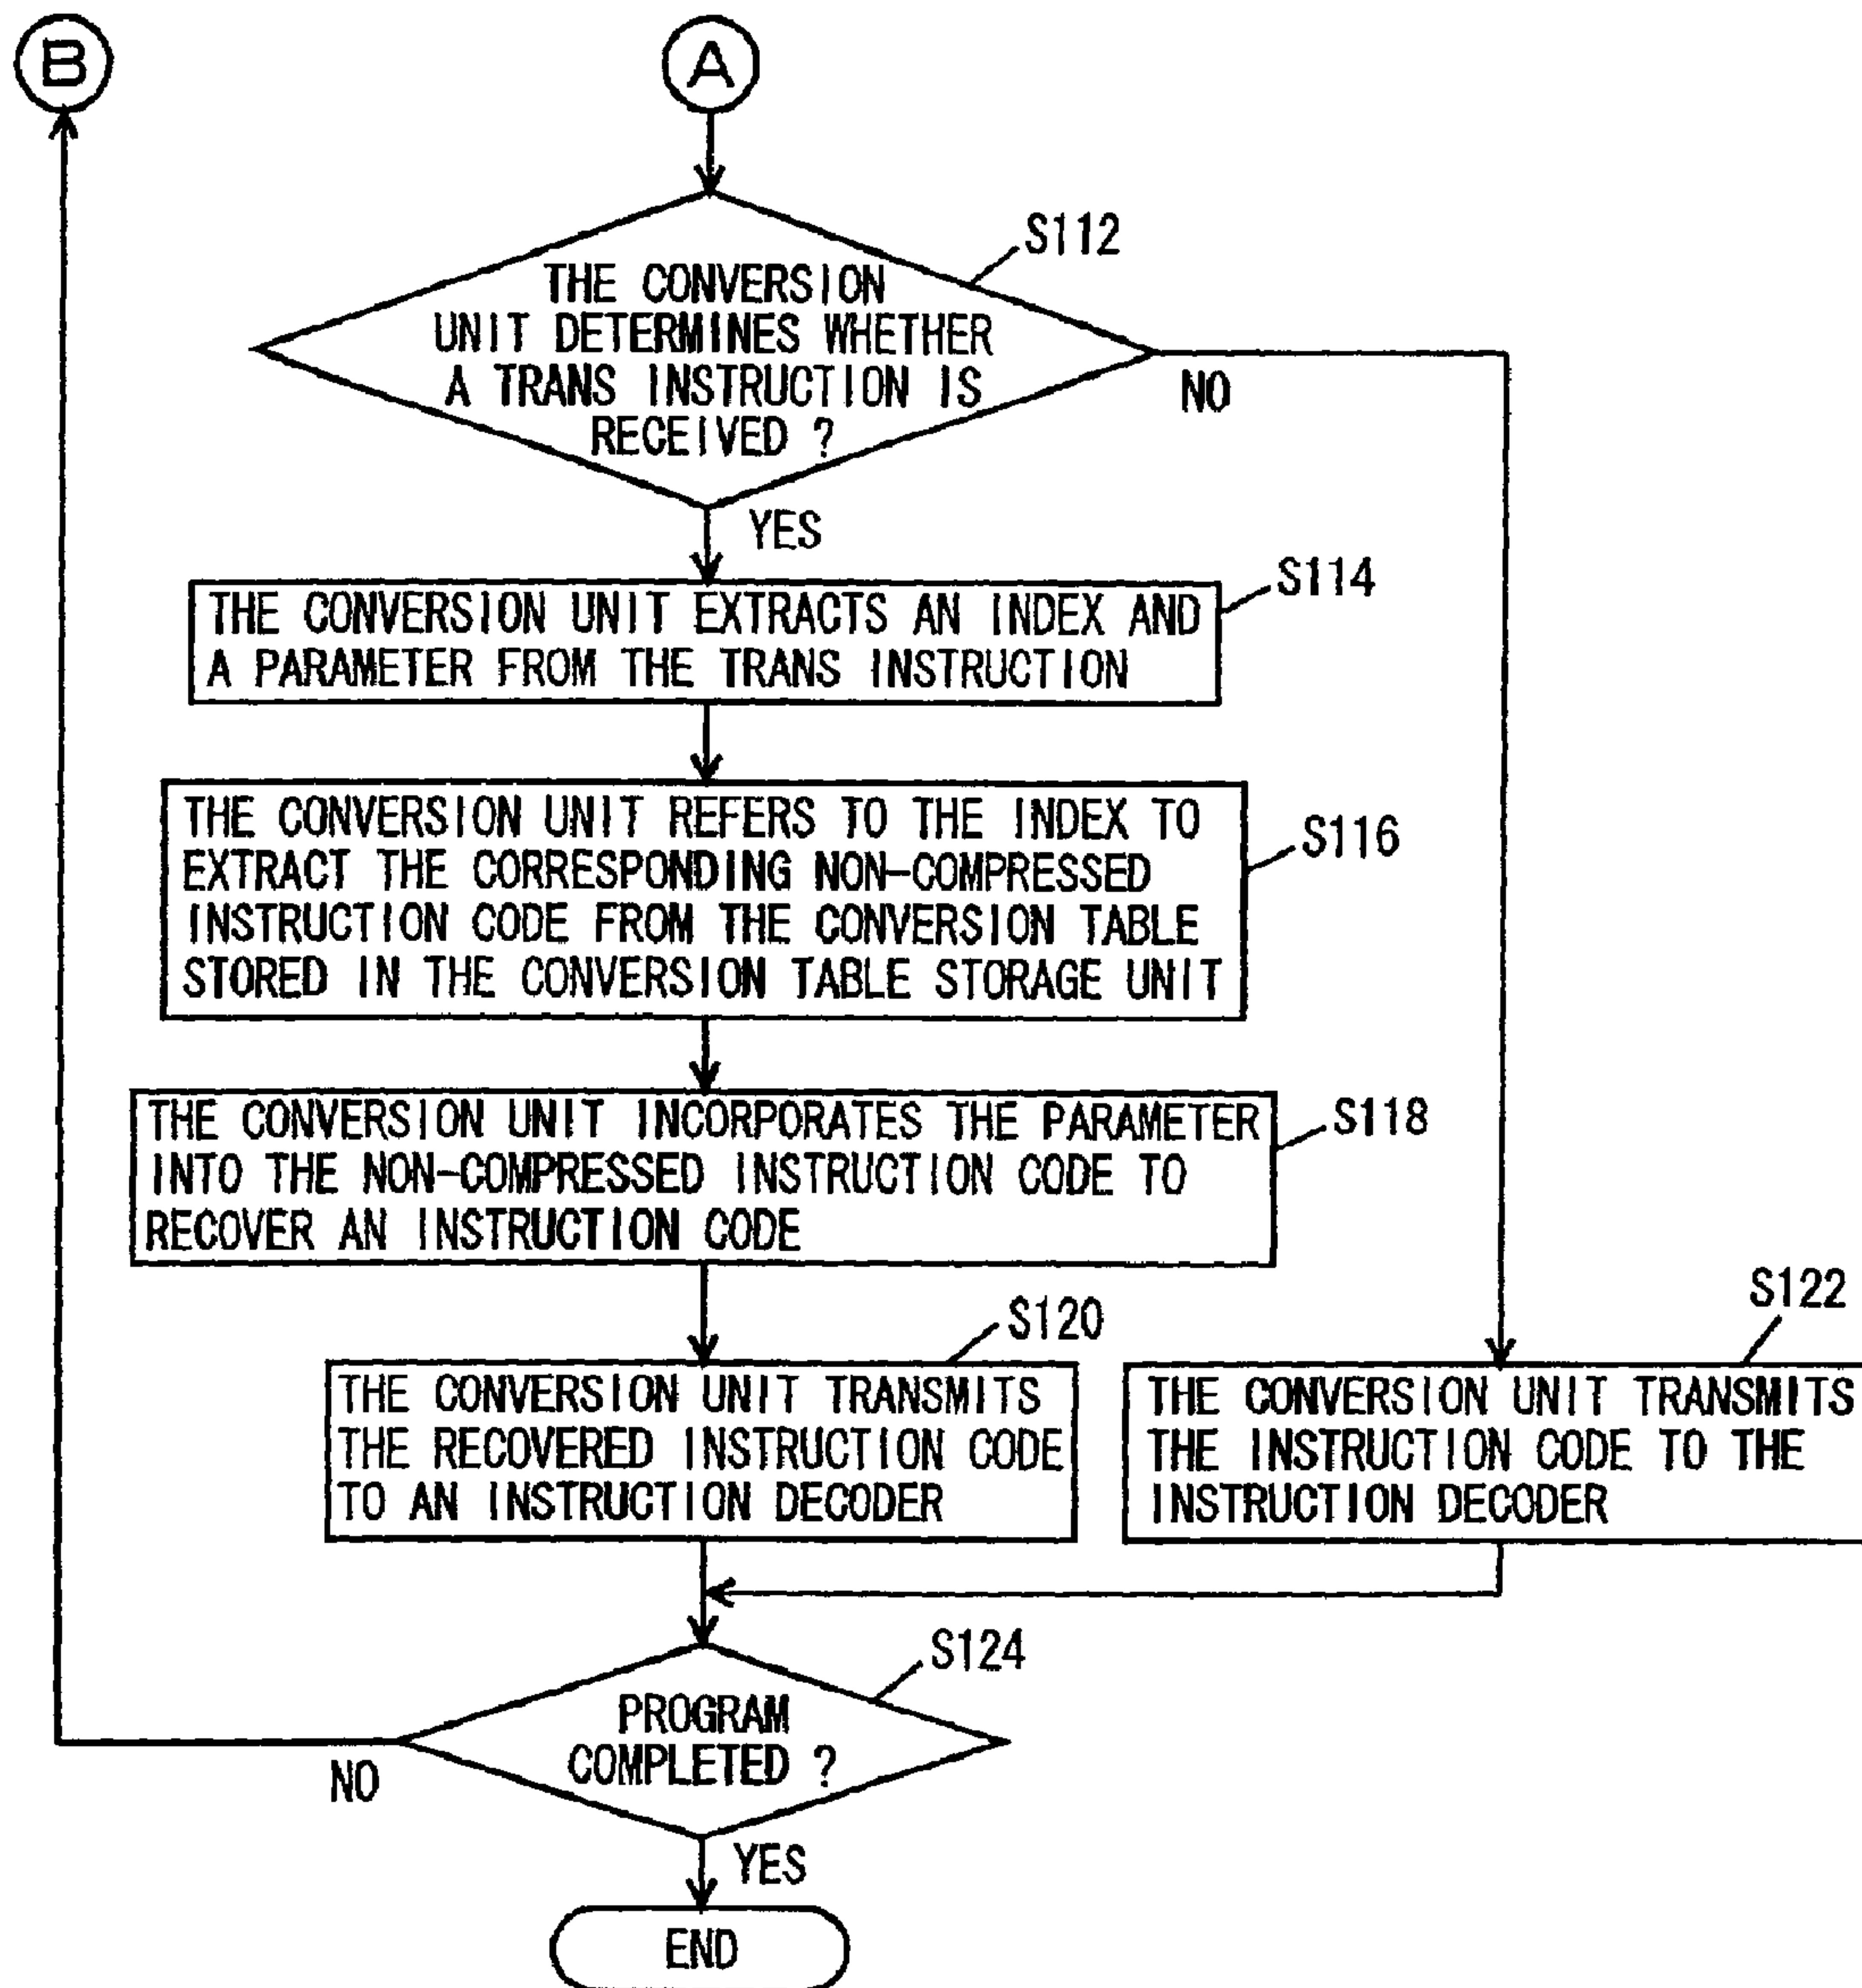 B
A
S112
THE CONVERSION
UNIT DETERMINES WHETHER
A TRANS INSTRUCTION IS
RECEIVED ?
NO
YES
S114
THE CONVERSION UNIT EXTRACTS AN INDEX AND
A PARAMETER FROM THE TRANS INSTRUCTION
S116
THE CONVERSION UNIT REFERS TO THE INDEX TO
EXTRACT THE CORRESPONDING NON-COMPRESSED
INSTRUCTION CODE FROM THE CONVERSION TABLE
STORED IN THE CONVERSION TABLE STORAGE UNIT
S118
THE CONVERSION UNIT INCORPORATES THE PARAMETER
INTO THE NON-COMPRESSED INSTRUCTION CODE TO
RECOVER AN INSTRUCTION CODE
S120
THE CONVERSION UNIT TRANSMITS
THE RECOVERED INSTRUCTION CODE
TO AN INSTRUCTION DECODER
S122
THE CONVERSION UNIT TRANSMITS
THE INSTRUCTION CODE TO THE
INSTRUCTION DECODER
S124
PROGRAM
COMPLETED ?
NO
YES
END